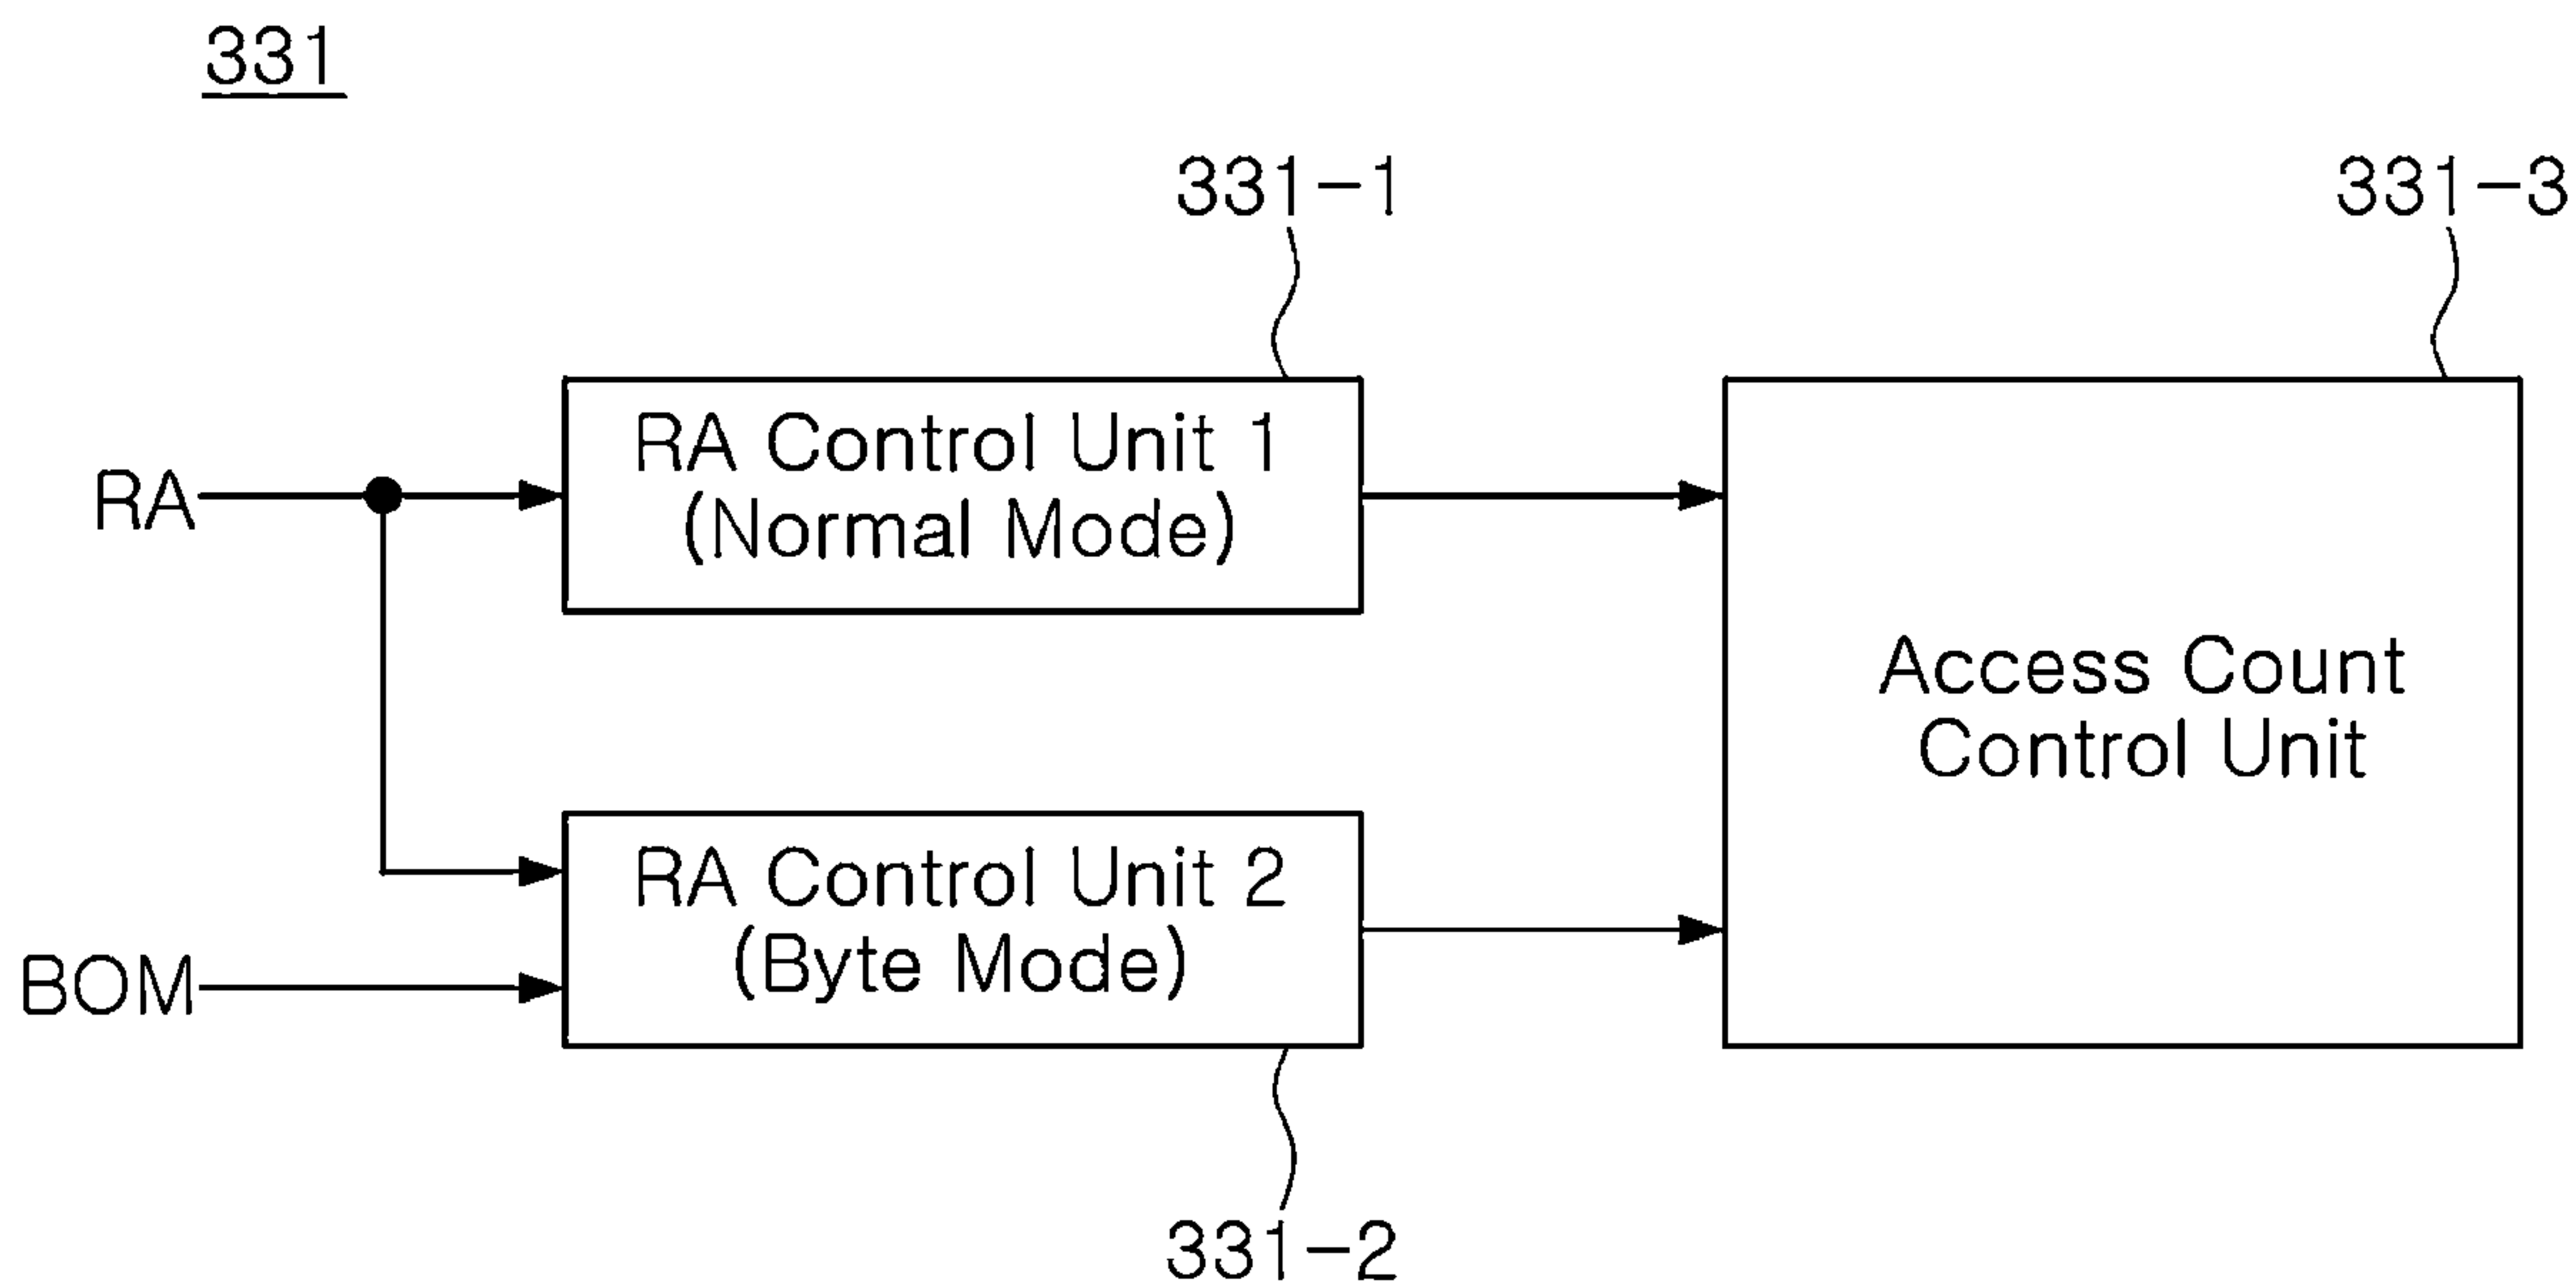 331
331-1
331-3
RA Control Unit 1
(Normal Mode)
RA
Access Count
Control Unit
RA Control Unit 2
(Byte Mode)
BOM
331-2